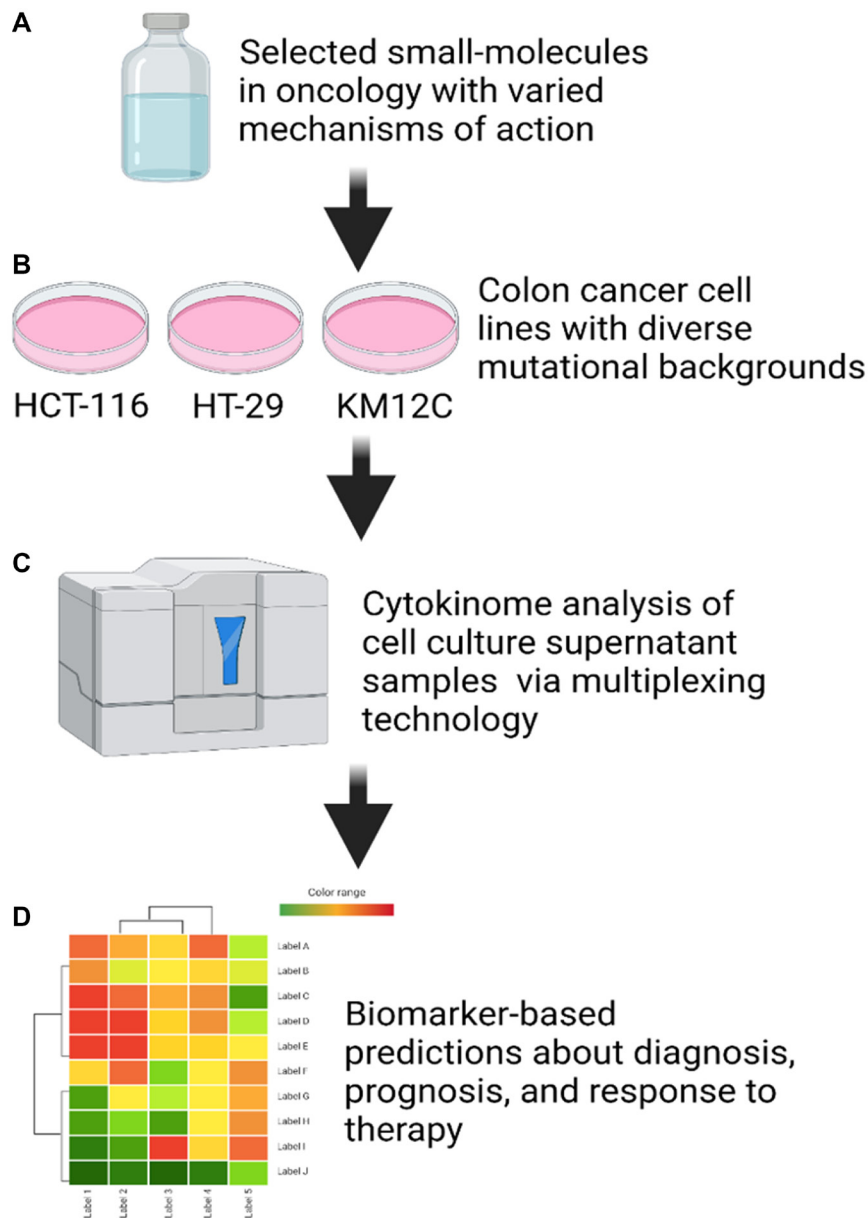 A
Selected small-molecules
in oncology with varied
mechanisms of action
B
Colon cancer cell
lines with diverse
mutational backgrounds
HCT-116 HT-29 KM12C
C
Cytokinome analysis of
cell culture supernatant
samples via multiplexing
technology
D
Color range
Label A
Label B
Label C
Label D
Label E
Label F
Label G
Label H
Label I
Label J
Label 1 Label 2 Label 3 Label 4 Label 5
Biomarker-based
predictions about diagnosis,
prognosis, and response to
therapy